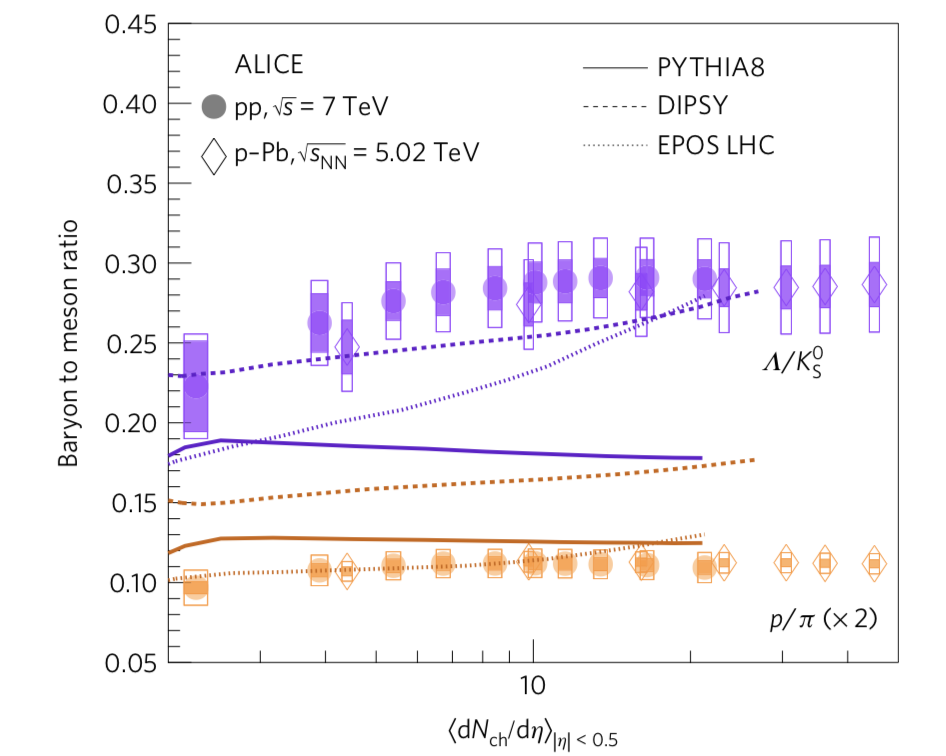 0.45
0.40
0.35
0.30
0.25
0.20
0.15
0.10
0.05
Baryon to meson ratio
ALICE
pp, √s = 7 TeV
p–Pb, √sNN = 5.02 TeV
PYTHIA8
DIPSY
EPOS LHC
Λ/K⁰S
p/π (× 2)
10
⟨dNch/dη⟩|η| < 0.5